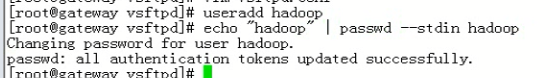 [root@gateway vsftpd]# useradd hadoop
[root@gateway vsftpd]# echo "hadoop" | passwd --stdin hadoop
Changing password for user hadoop.
passwd: all authentication tokens updated successfully.
[root@gateway vsftpd]#